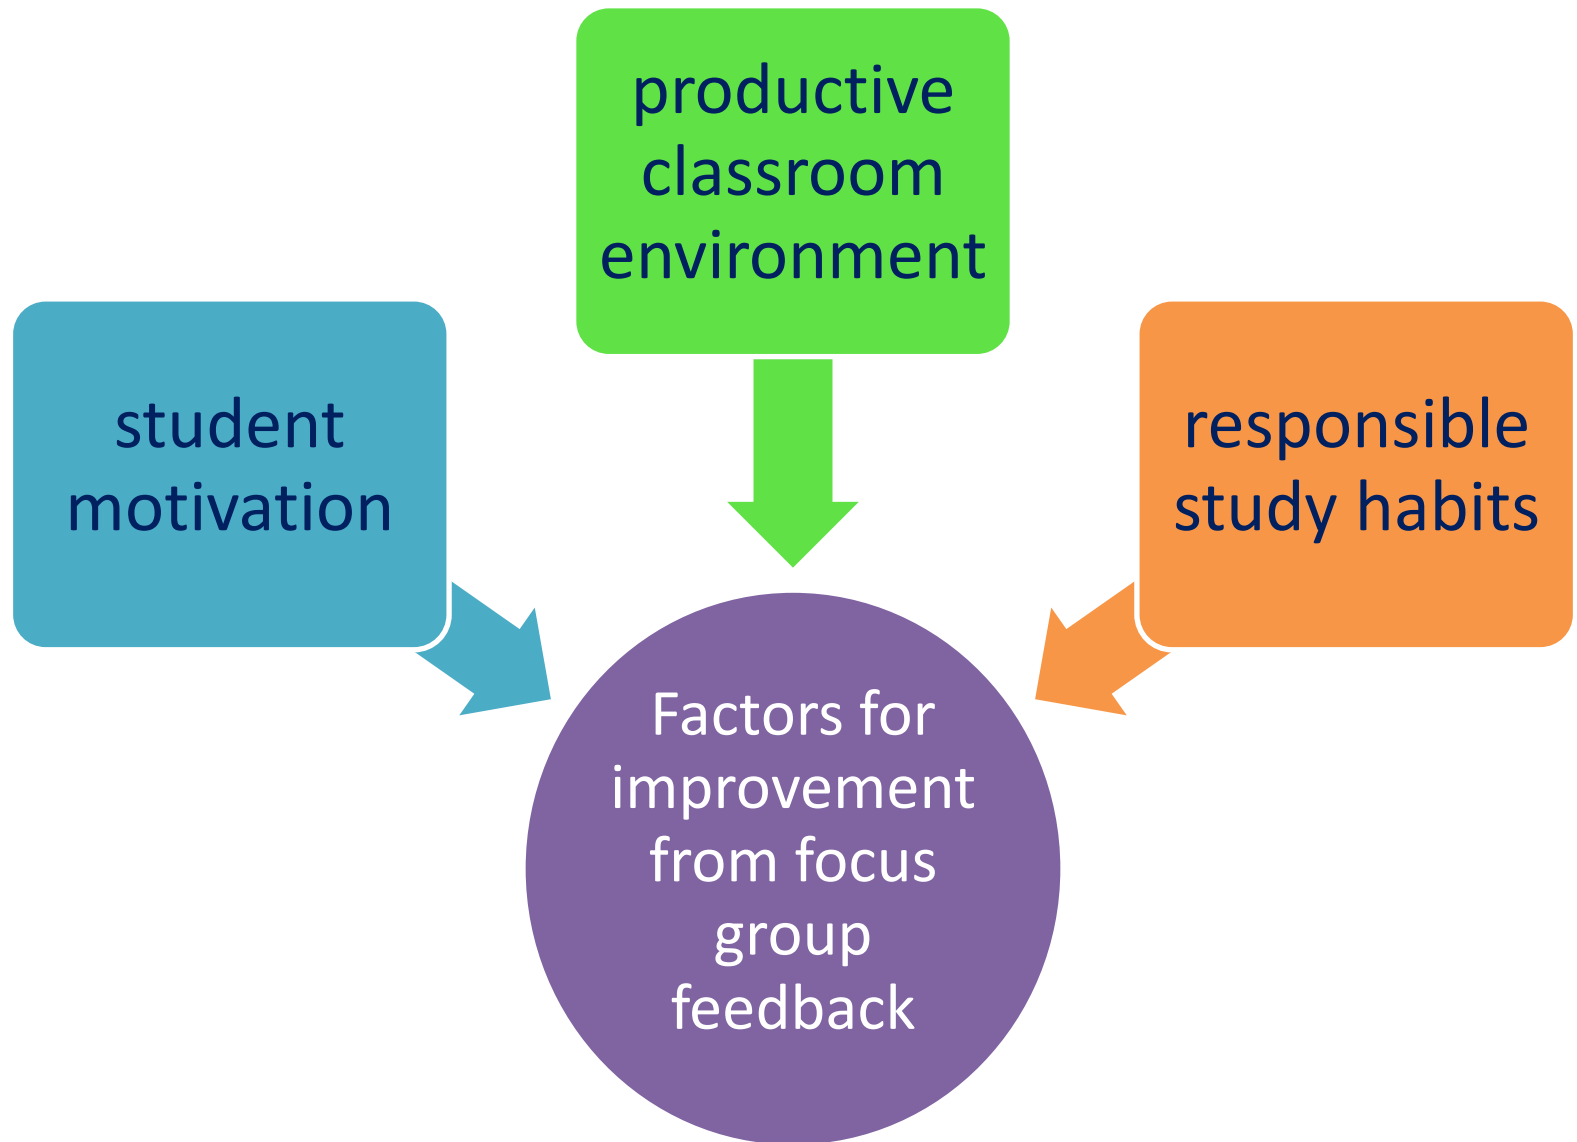 productive
classroom
environment
student
motivation
responsible
study habits
Factors for
improvement
from focus
group
feedback